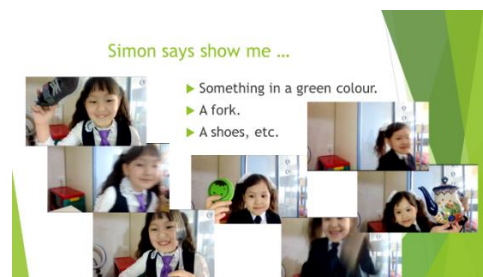 Simon says show me ...
Something in a green colour.
A fork.
A shoes, etc.